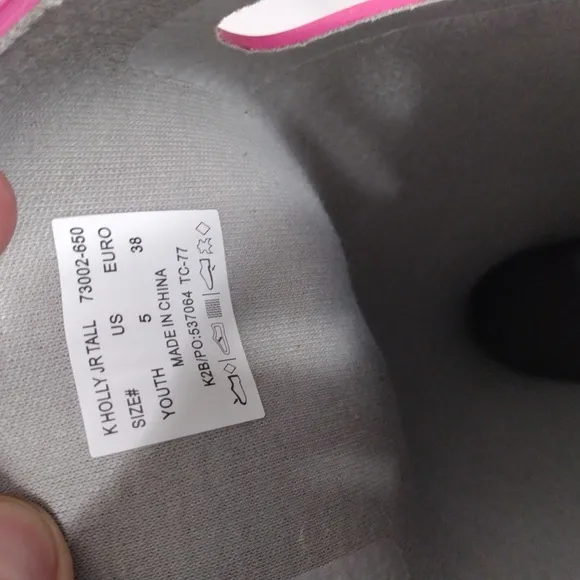 K HOLLY JR TALL 73002-650
US EURO
SIZE# 5 38
YOUTH MADE IN CHINA
K2B/PO:537064 TC-77